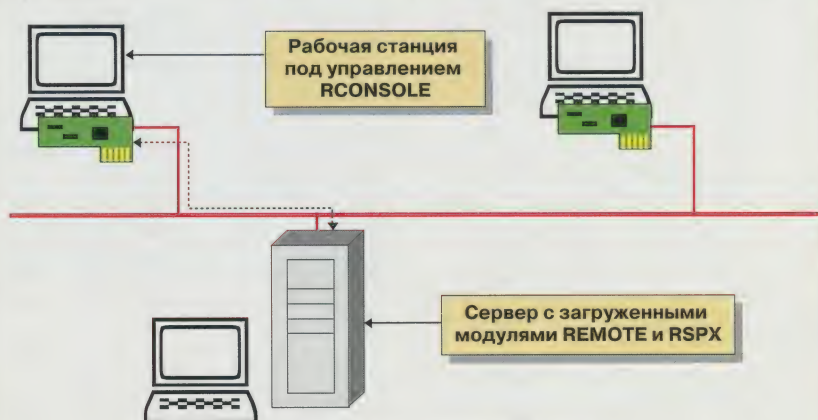 Рабочая станция
под управлением
RCONSOLE
Сервер с загруженными
модулями REMOTE и RSPX